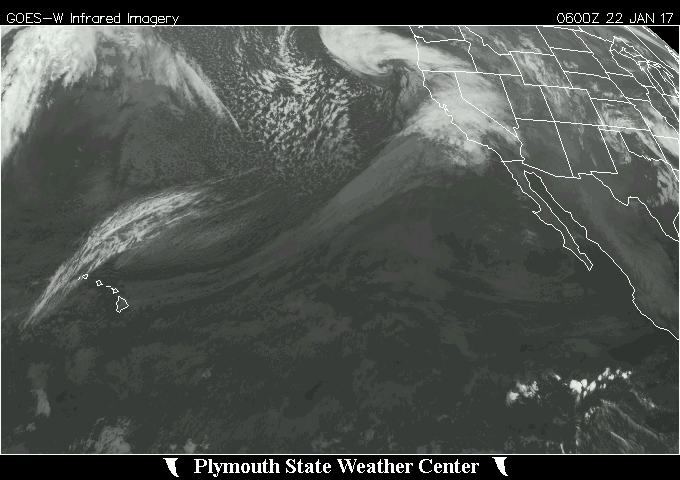 GOES-W Infrared Imagery
0600Z 22 JAN 17
Plymouth State Weather Center